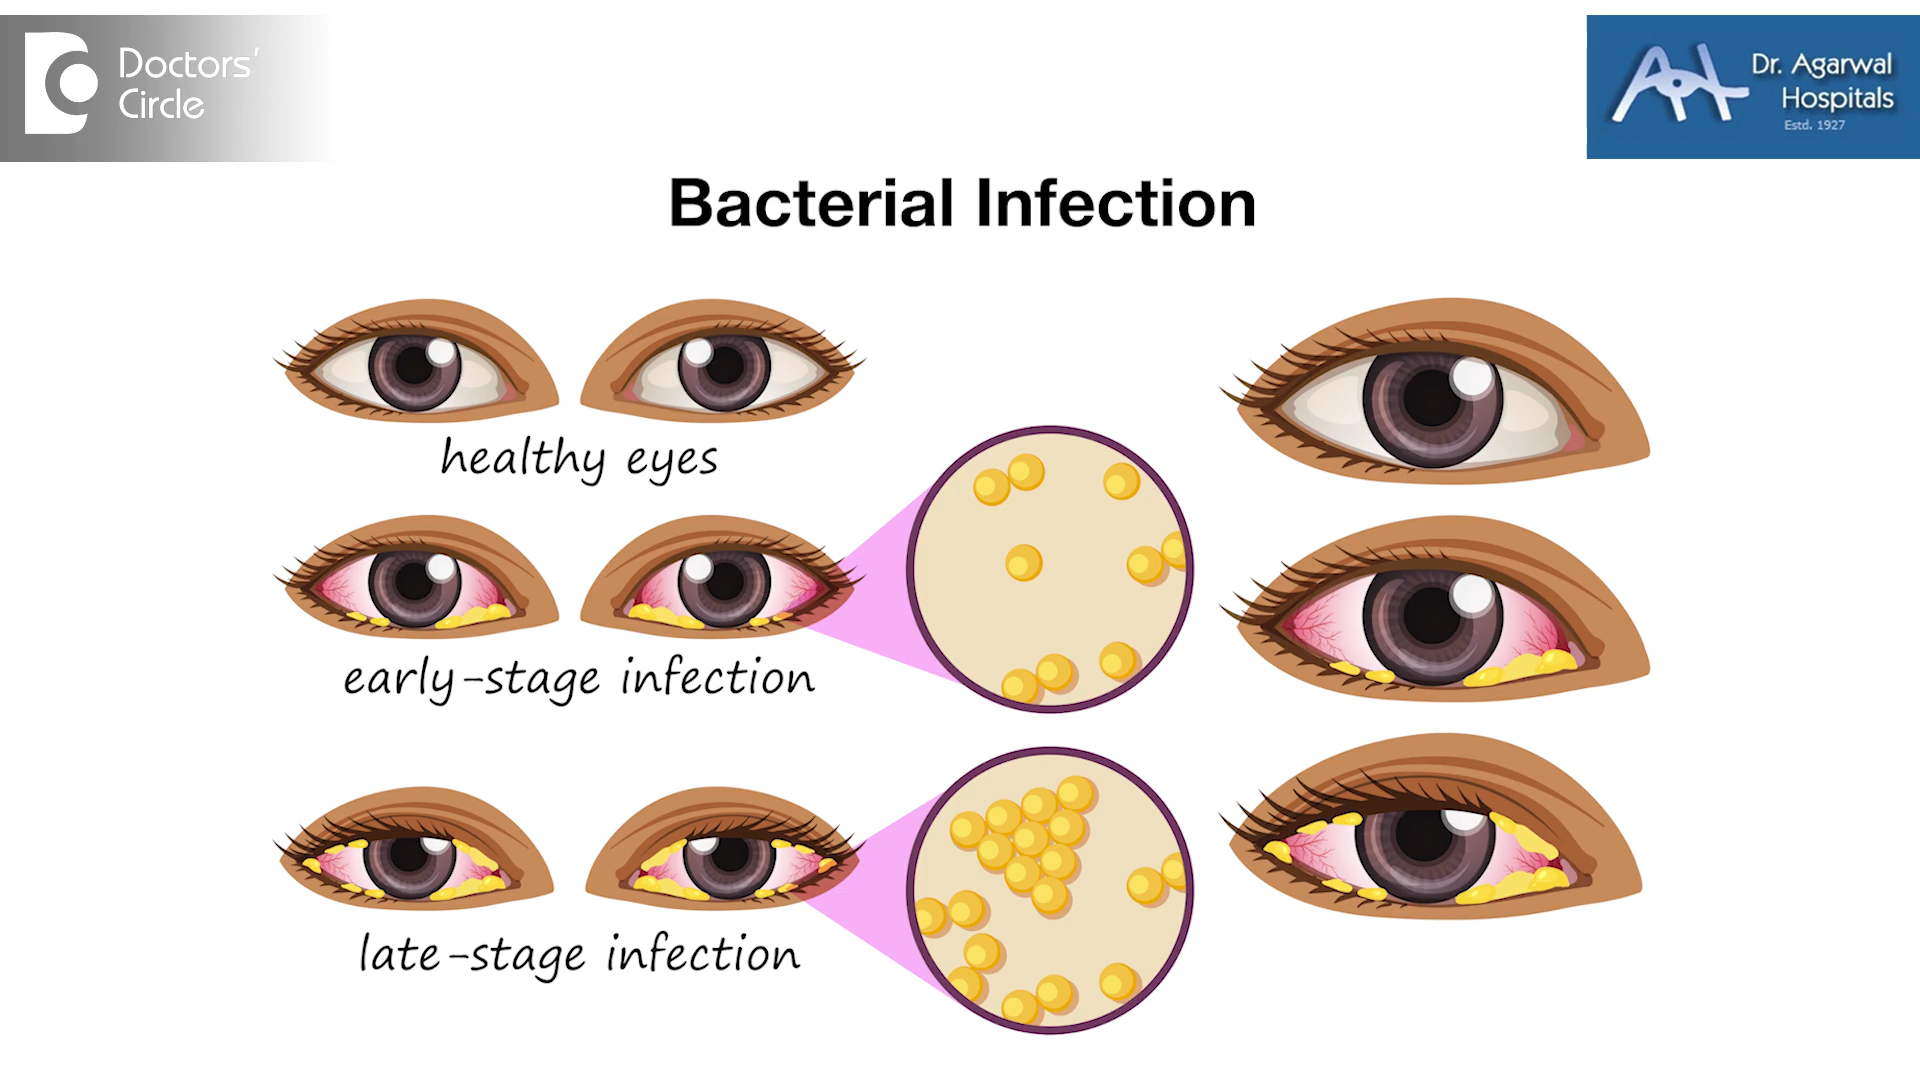 Doctors'
Circle
Dr. Agarwal
Hospitals
Estd. 1927
Bacterial Infection
healthy eyes
early-stage infection
late-stage infection